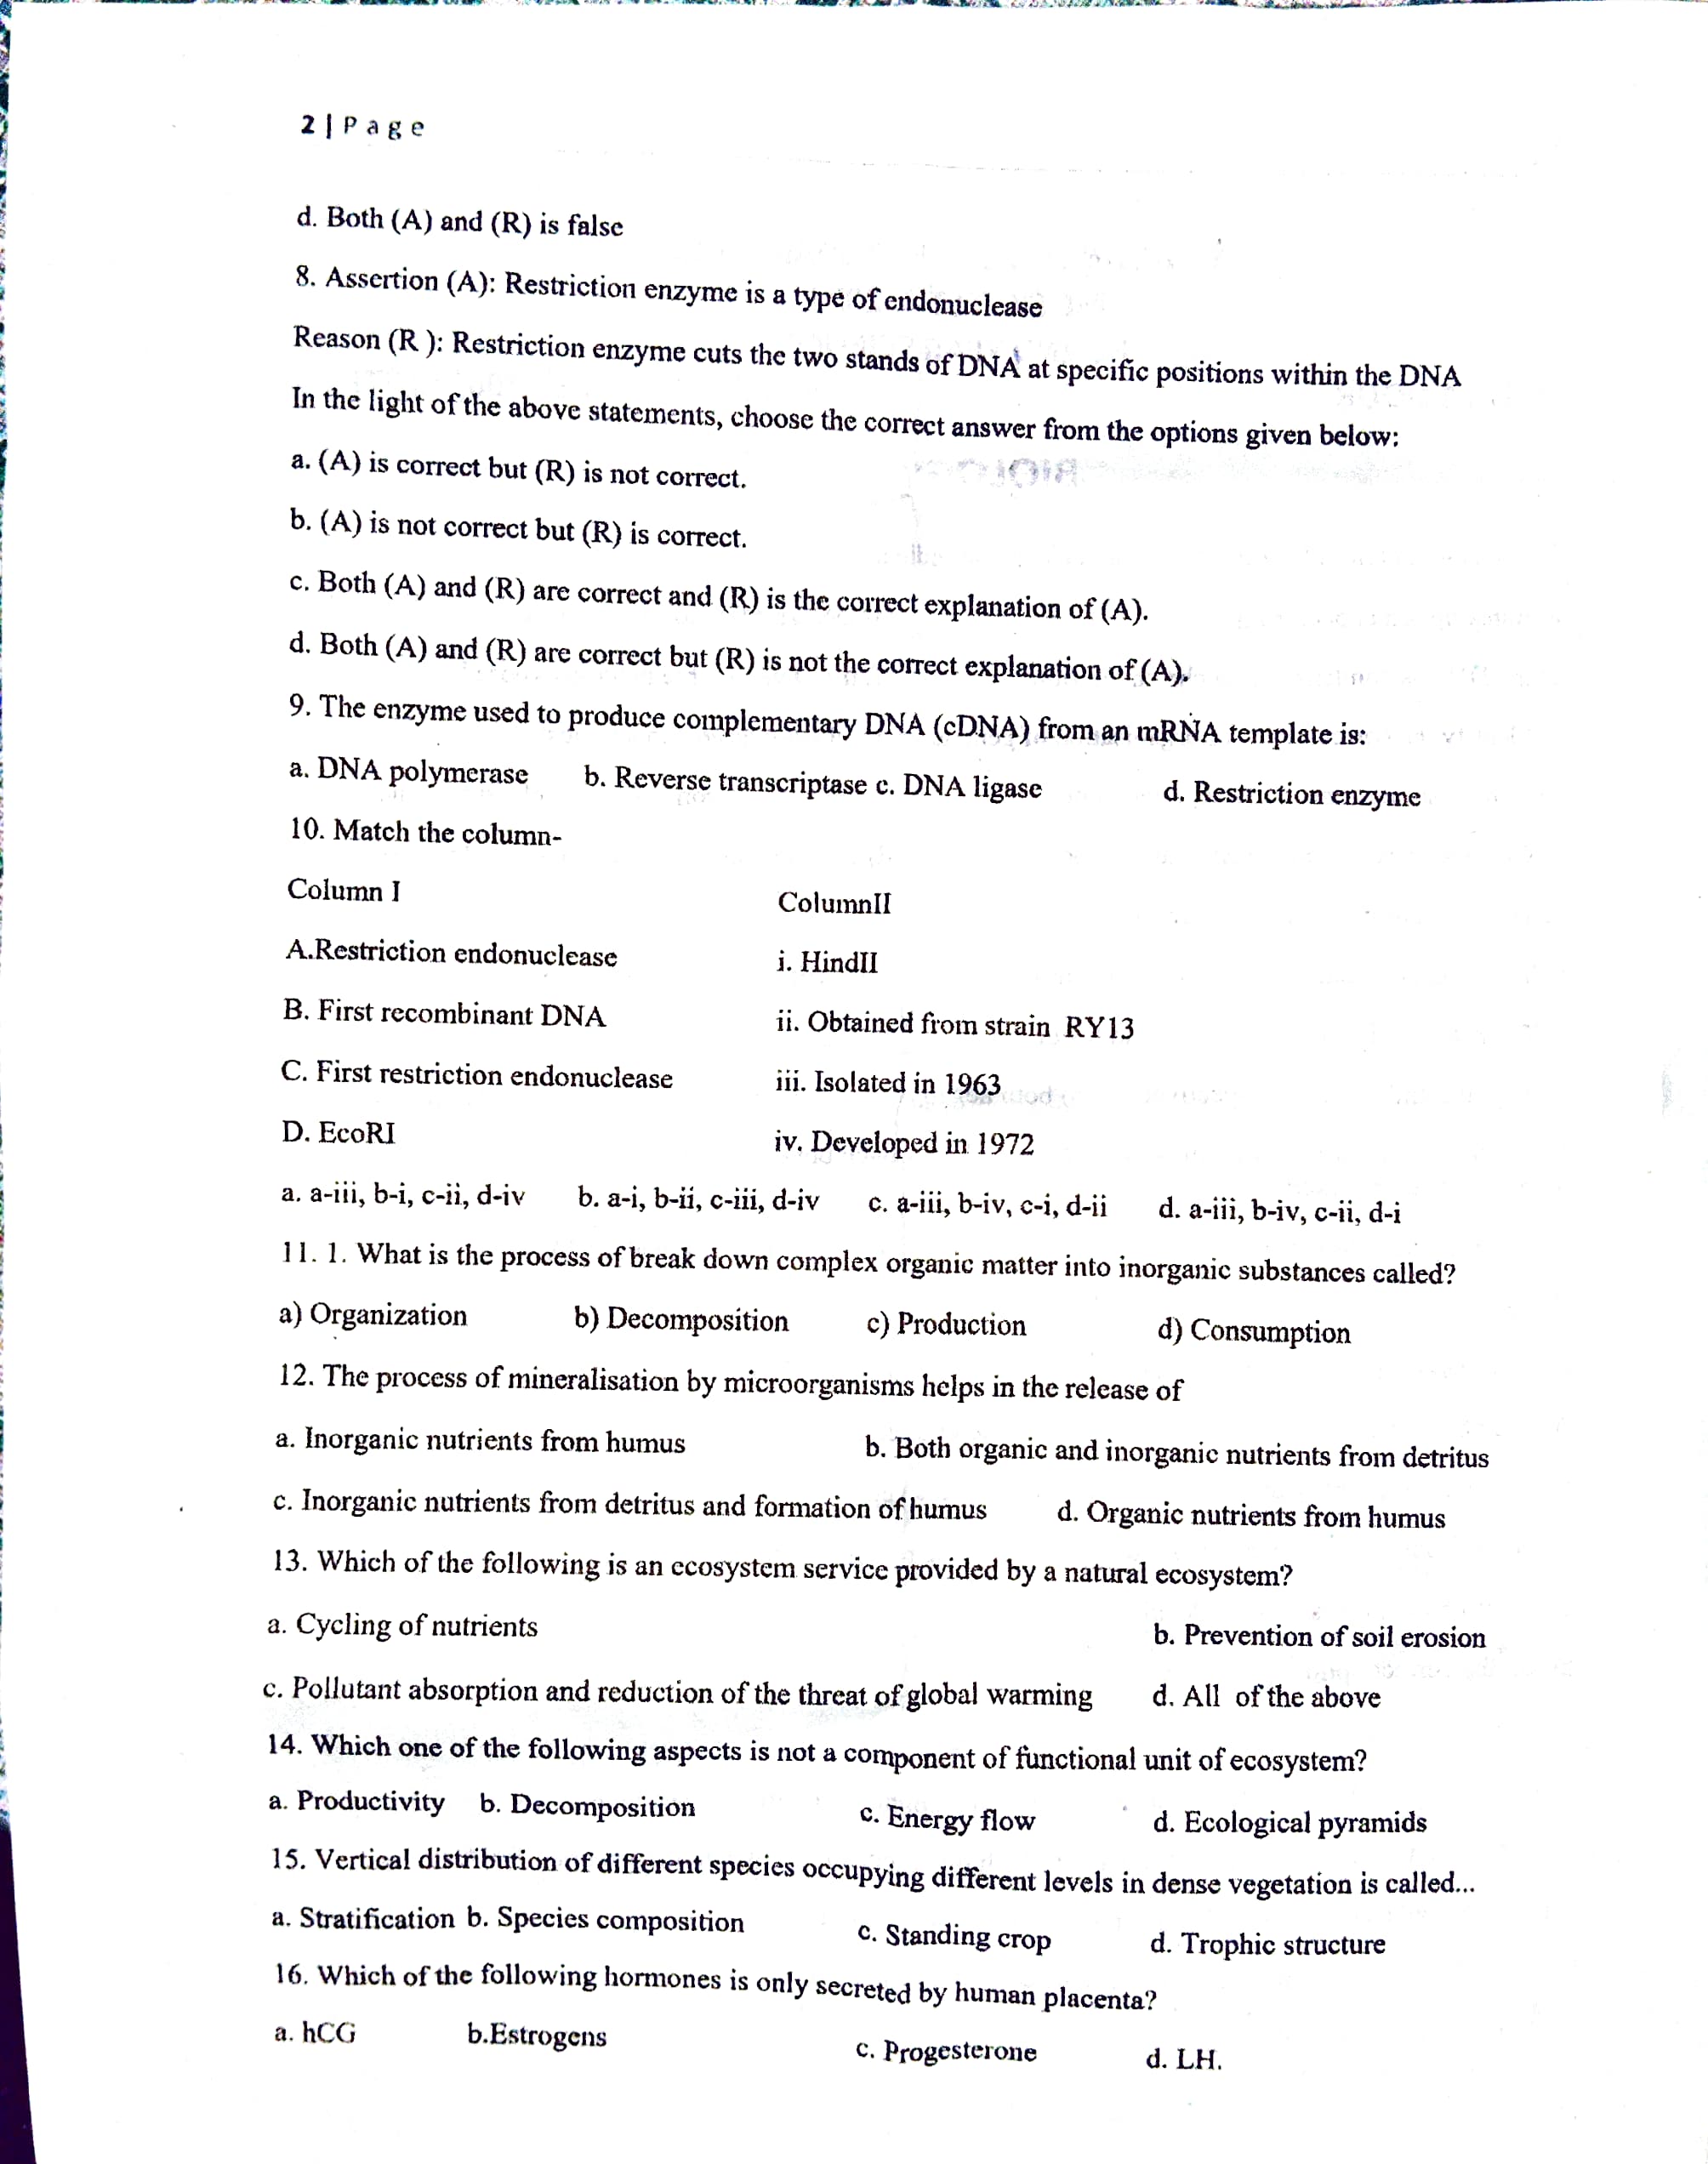 2 | P a g e
d. Both (A) and (R) is false
8. Assertion (A): Restriction enzyme is a type of endonuclease
Reason (R ): Restriction enzyme cuts the two stands of DNA at specific positions within the DNA
In the light of the above statements, choose the correct answer from the options given below:
a. (A) is correct but (R) is not correct.
b. (A) is not correct but (R) is correct.
c. Both (A) and (R) are correct and (R) is the correct explanation of (A).
d. Both (A) and (R) are correct but (R) is not the correct explanation of (A).
9. The enzyme used to produce complementary DNA (cDNA) from an mRNA template is:
a. DNA polymerase b. Reverse transcriptase c. DNA ligase d. Restriction enzyme
10. Match the column-
Column I ColumnII
A.Restriction endonuclease i. HindII
B. First recombinant DNA ii. Obtained from strain RY13
C. First restriction endonuclease iii. Isolated in 1963
D. EcoRI iv. Developed in 1972
a. a-iii, b-i, c-ii, d-iv b. a-i, b-ii, c-iii, d-iv c. a-iii, b-iv, c-i, d-ii d. a-iii, b-iv, c-ii, d-i
11. 1. What is the process of break down complex organic matter into inorganic substances called?
a) Organization b) Decomposition c) Production d) Consumption
12. The process of mineralisation by microorganisms helps in the release of
a. Inorganic nutrients from humus b. Both organic and inorganic nutrients from detritus
c. Inorganic nutrients from detritus and formation of humus d. Organic nutrients from humus
13. Which of the following is an ecosystem service provided by a natural ecosystem?
a. Cycling of nutrients b. Prevention of soil erosion
c. Pollutant absorption and reduction of the threat of global warming d. All of the above
14. Which one of the following aspects is not a component of functional unit of ecosystem?
a. Productivity b. Decomposition c. Energy flow d. Ecological pyramids
15. Vertical distribution of different species occupying different levels in dense vegetation is called...
a. Stratification b. Species composition c. Standing crop d. Trophic structure
16. Which of the following hormones is only secreted by human placenta?
a. hCG b.Estrogens c. Progesterone d. LH.